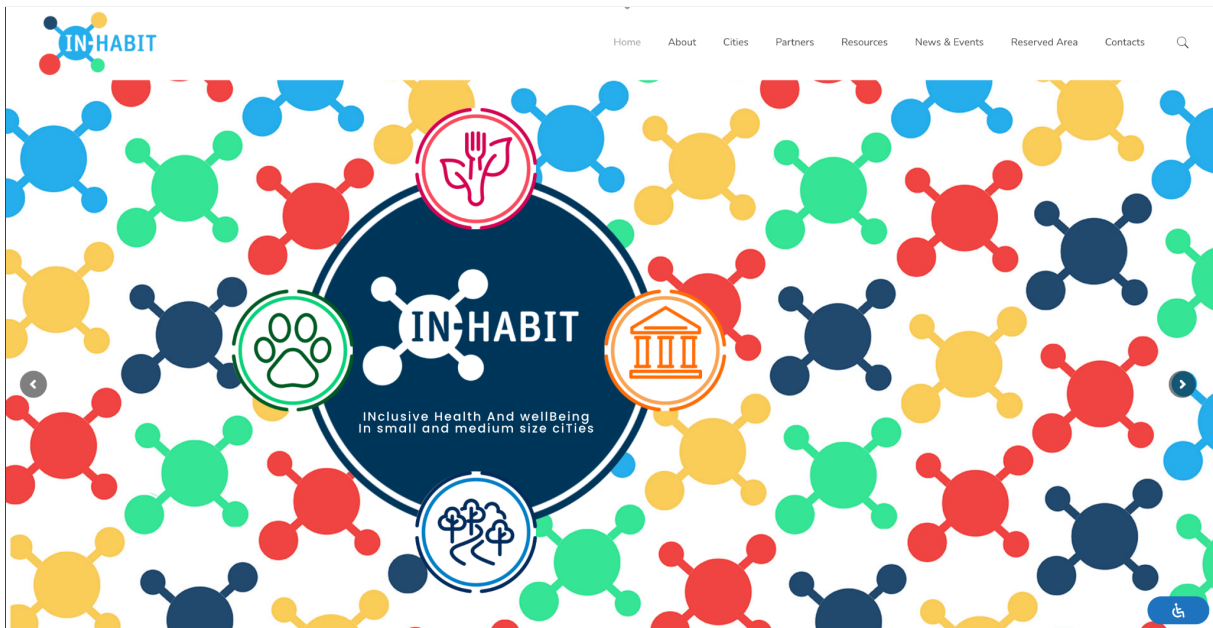 IN-HABIT
Home About Cities Partners Resources News & Events Reserved Area Contacts
IN-HABIT
INclusive Health And wellBeing
In small and medium size ciTies